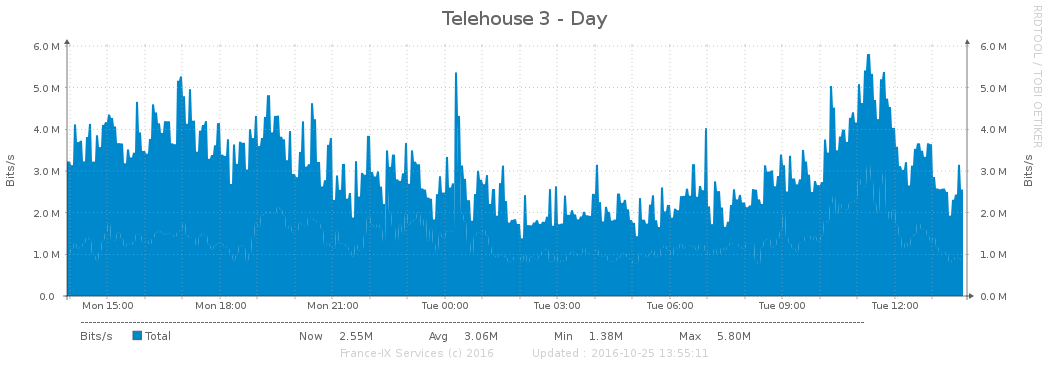 Telehouse 3 - Day
RRDTOOL / TOBI OETIKER
6.0 M 6.0 M
5.0 M 5.0 M
4.0 M 4.0 M
3.0 M 3.0 M
2.0 M 2.0 M
1.0 M 1.0 M
0.0 0.0 M
Bits/s
Bits/s
Mon 15:00 Mon 18:00 Mon 21:00 Tue 00:00 Tue 03:00 Tue 06:00 Tue 09:00 Tue 12:00
Bits/s Total Now 2.55M Avg 3.06M Min 1.38M Max 5.80M
France-IX Services (c) 2016 Updated : 2016-10-25 13:55:11